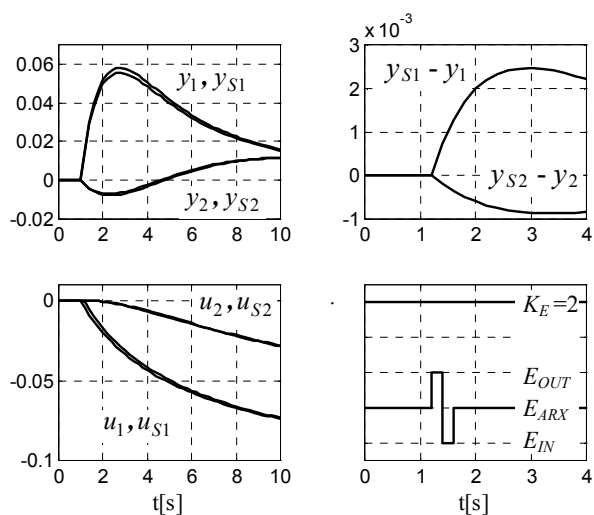 0.06
0.04
0.02
0
-0.02
0 2 4 6 8 10
y1, yS1
y2, yS2
x 10-3
3
2
1
0
-1
0 1 2 3 4
yS1 - y1
yS2 - y2
0
-0.05
-0.1
0 2 4 6 8 10
u2, uS2
u1, uS1
t[s]
KE=2
EOUT
EARX
EIN
0 1 2 3 4
t[s]